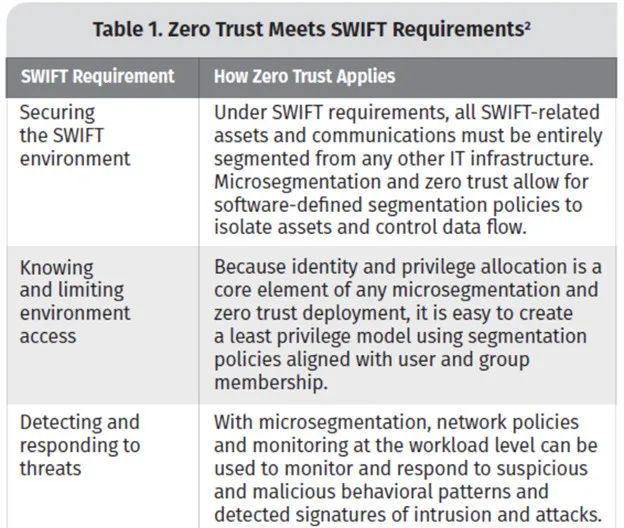 Table 1. Zero Trust Meets SWIFT Requirements²
SWIFT Requirement
How Zero Trust Applies
Securing
the SWIFT
environment
Under SWIFT requirements, all SWIFT-related
assets and communications must be entirely
segmented from any other IT infrastructure.
Microsegmentation and zero trust allow for
software-defined segmentation policies to
isolate assets and control data flow.
Knowing
and limiting
environment
access
Because identity and privilege allocation is a
core element of any microsegmentation and
zero trust deployment, it is easy to create
a least privilege model using segmentation
policies aligned with user and group
membership.
Detecting and
responding to
threats
With microsegmentation, network policies
and monitoring at the workload level can be
used to monitor and respond to suspicious
and malicious behavioral patterns and
detected signatures of intrusion and attacks.